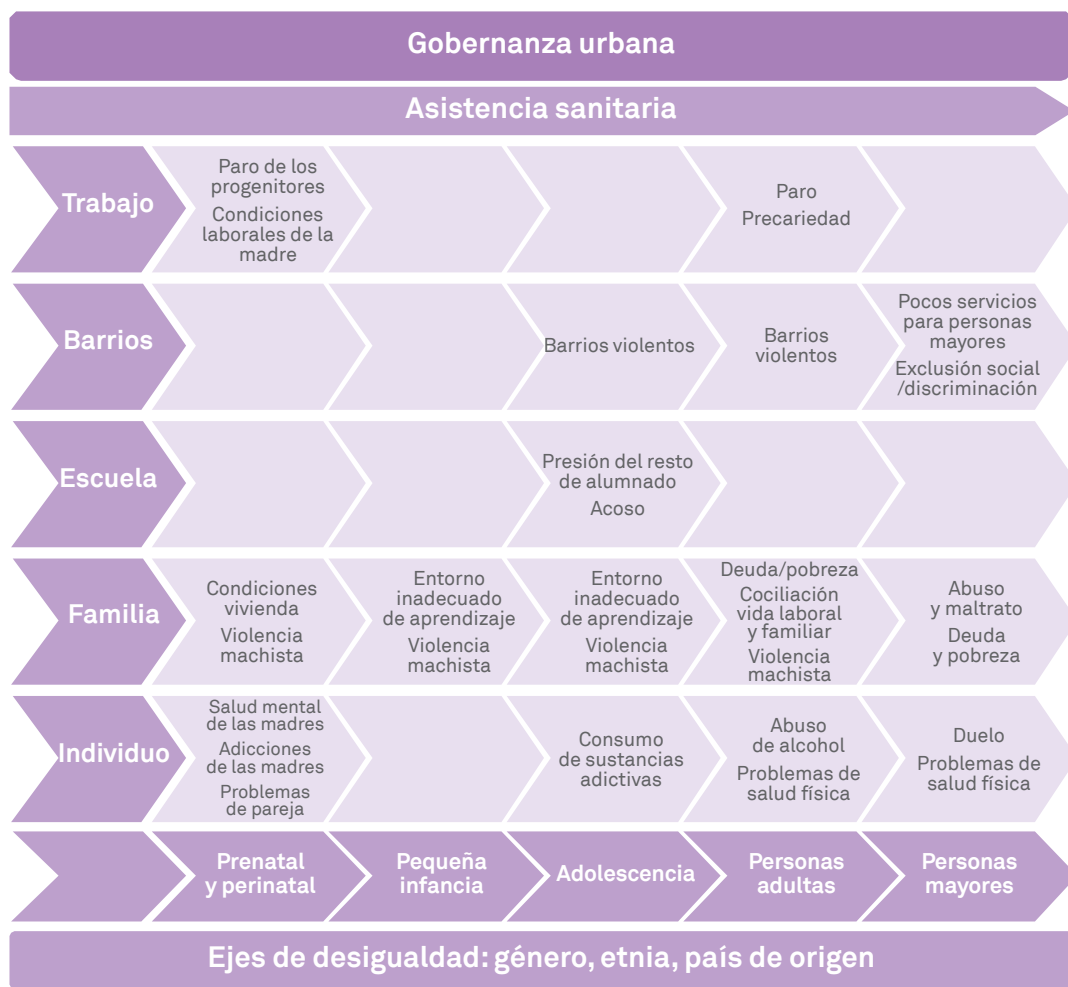 Gobernanza urbana
Asistencia sanitaria
Trabajo
Paro de los
progenitores
Condiciones
laborales de la
madre
Paro
Precariedad
Barrios
Barrios violentos
Barrios
violentos
Pocos servicios
para personas
mayores
Exclusión social
/discriminación
Escuela
Presión del resto
de alumnado
Acoso
Familia
Condiciones
vivienda
Violencia
machista
Entorno
inadecuado
de aprendizaje
Violencia
machista
Entorno
inadecuado
de aprendizaje
Violencia
machista
Deuda/pobreza
Cociliación
vida laboral
y familiar
Violencia
machista
Abuso
y maltrato
Deuda
y pobreza
Individuo
Salud mental
de las madres
Adicciones
de las madres
Problemas
de pareja
Consumo
de sustancias
adictivas
Abuso
de alcohol
Problemas de
salud física
Duelo
Problemas de
salud física
Prenatal
y perinatal
Pequeña
infancia
Adolescencia
Personas
adultas
Personas
mayores
Ejes de desigualdad: género, etnia, país de origen